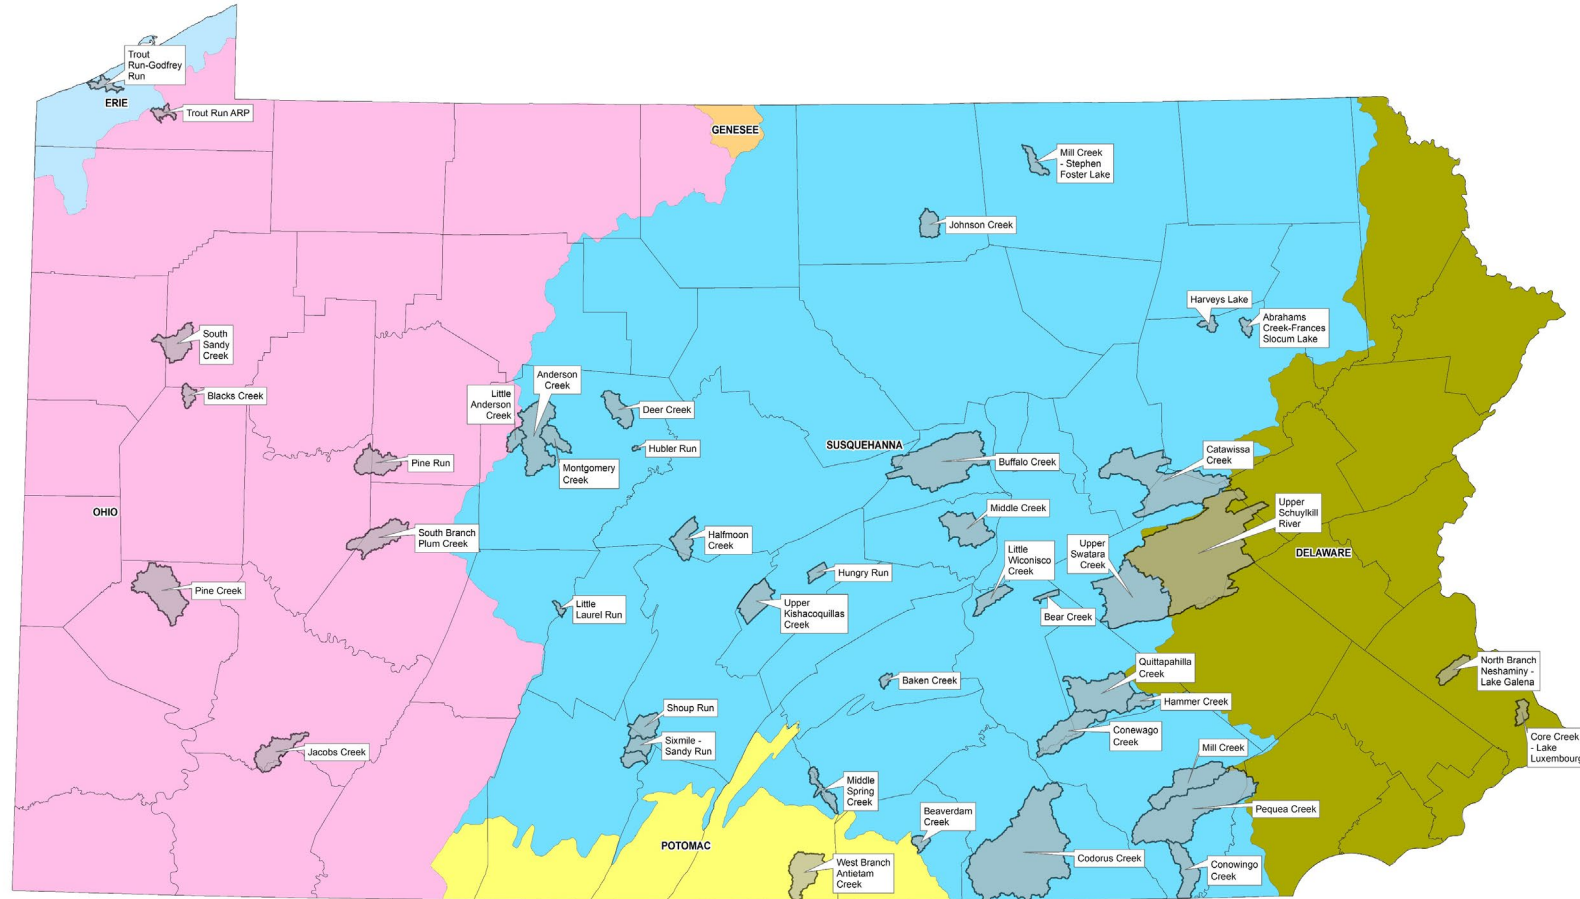 Trout
Run-Godfrey
Run
ERIE
Trout Run ARP
GENESEE
Mill Creek
- Stephen
Foster Lake
Johnson Creek
Harveys Lake
Abrahams
Creek-Frances
Slocum Lake
South
Sandy
Creek
Blacks Creek
Anderson
Creek
Little
Anderson
Creek
Deer Creek
Hubler Run
Montgomery
Creek
Pine Run
SUSQUEHANNA
Buffalo Creek
Catawissa
Creek
OHIO
South Branch
Plum Creek
Halfmoon
Creek
Middle Creek
Upper
Schuylkill
River
DELAWARE
Little
Wiconisco
Creek
Upper
Swatara
Creek
Hungry Run
Pine Creek
Little
Laurel Run
Upper
Kishacoquillas
Creek
Bear Creek
Quittapahilla
Creek
North Branch
Neshaminy -
Lake Galena
Baken Creek
Hammer Creek
Shoup Run
Sixmile -
Sandy Run
Conewago
Creek
Mill Creek
Core Creek
- Lake
Luxembourg
Jacobs Creek
Middle
Spring
Creek
Beaverdam
Creek
Pequea Creek
POTOMAC
West Branch
Antietam
Creek
Codorus Creek
Conowingo
Creek